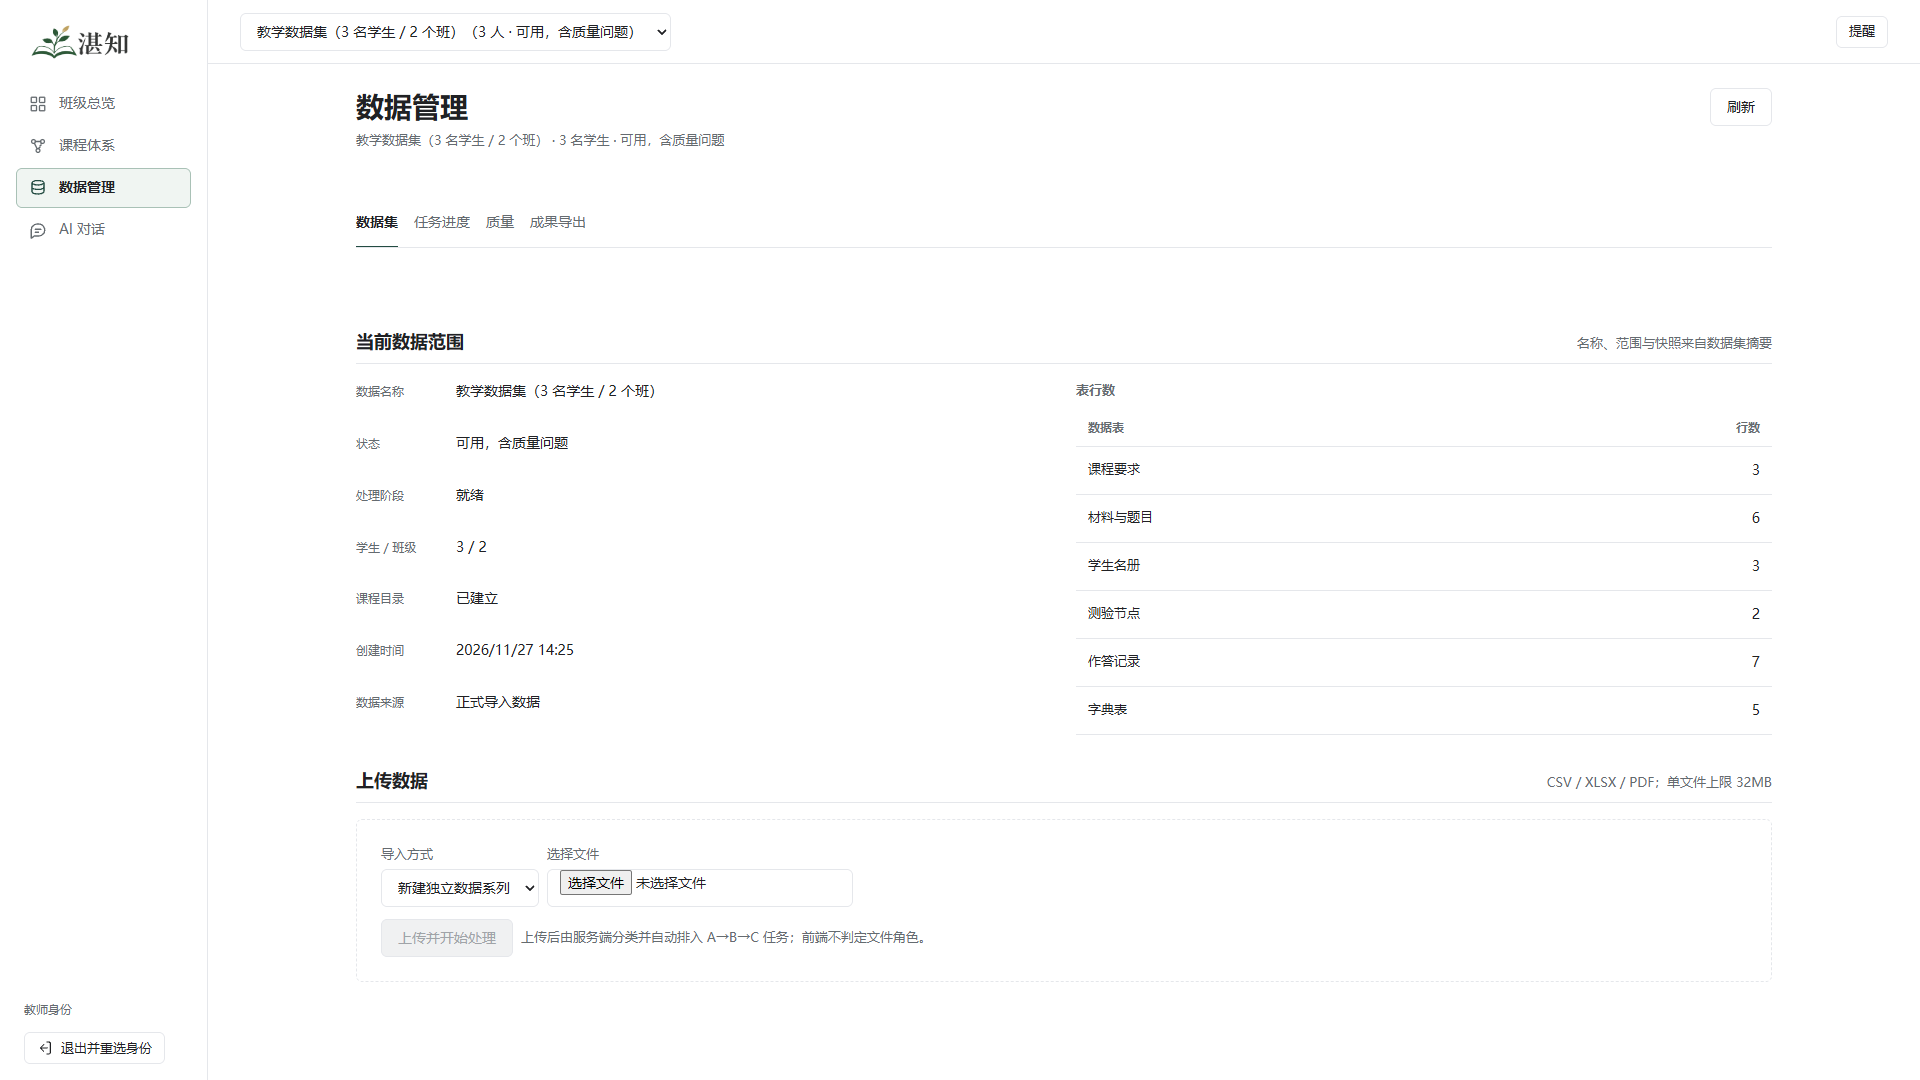 湛知
教学数据集（3 名学生 / 2 个班）（3 人 · 可用，含质量问题）
提醒
班级总览
课程体系
数据管理
AI 对话
教师身份
退出并重选身份
数据管理
刷新
教学数据集（3 名学生 / 2 个班） · 3 名学生 · 可用，含质量问题
数据集 任务进度 质量 成果导出
当前数据范围
名称、范围与快照来自数据集摘要
数据名称 教学数据集（3 名学生 / 2 个班）
状态 可用，含质量问题
处理阶段 就绪
学生 / 班级 3 / 2
课程目录 已建立
创建时间 2026/11/27 14:25
数据来源 正式导入数据
表行数
数据表 行数
课程要求 3
材料与题目 6
学生名册 3
测验节点 2
作答记录 7
字典表 5
上传数据
CSV / XLSX / PDF；单文件上限 32MB
导入方式 选择文件
新建独立数据系列 选择文件 未选择文件
上传并开始处理 上传后由服务端分类并自动排入 A→B→C 任务；前端不判定文件角色。